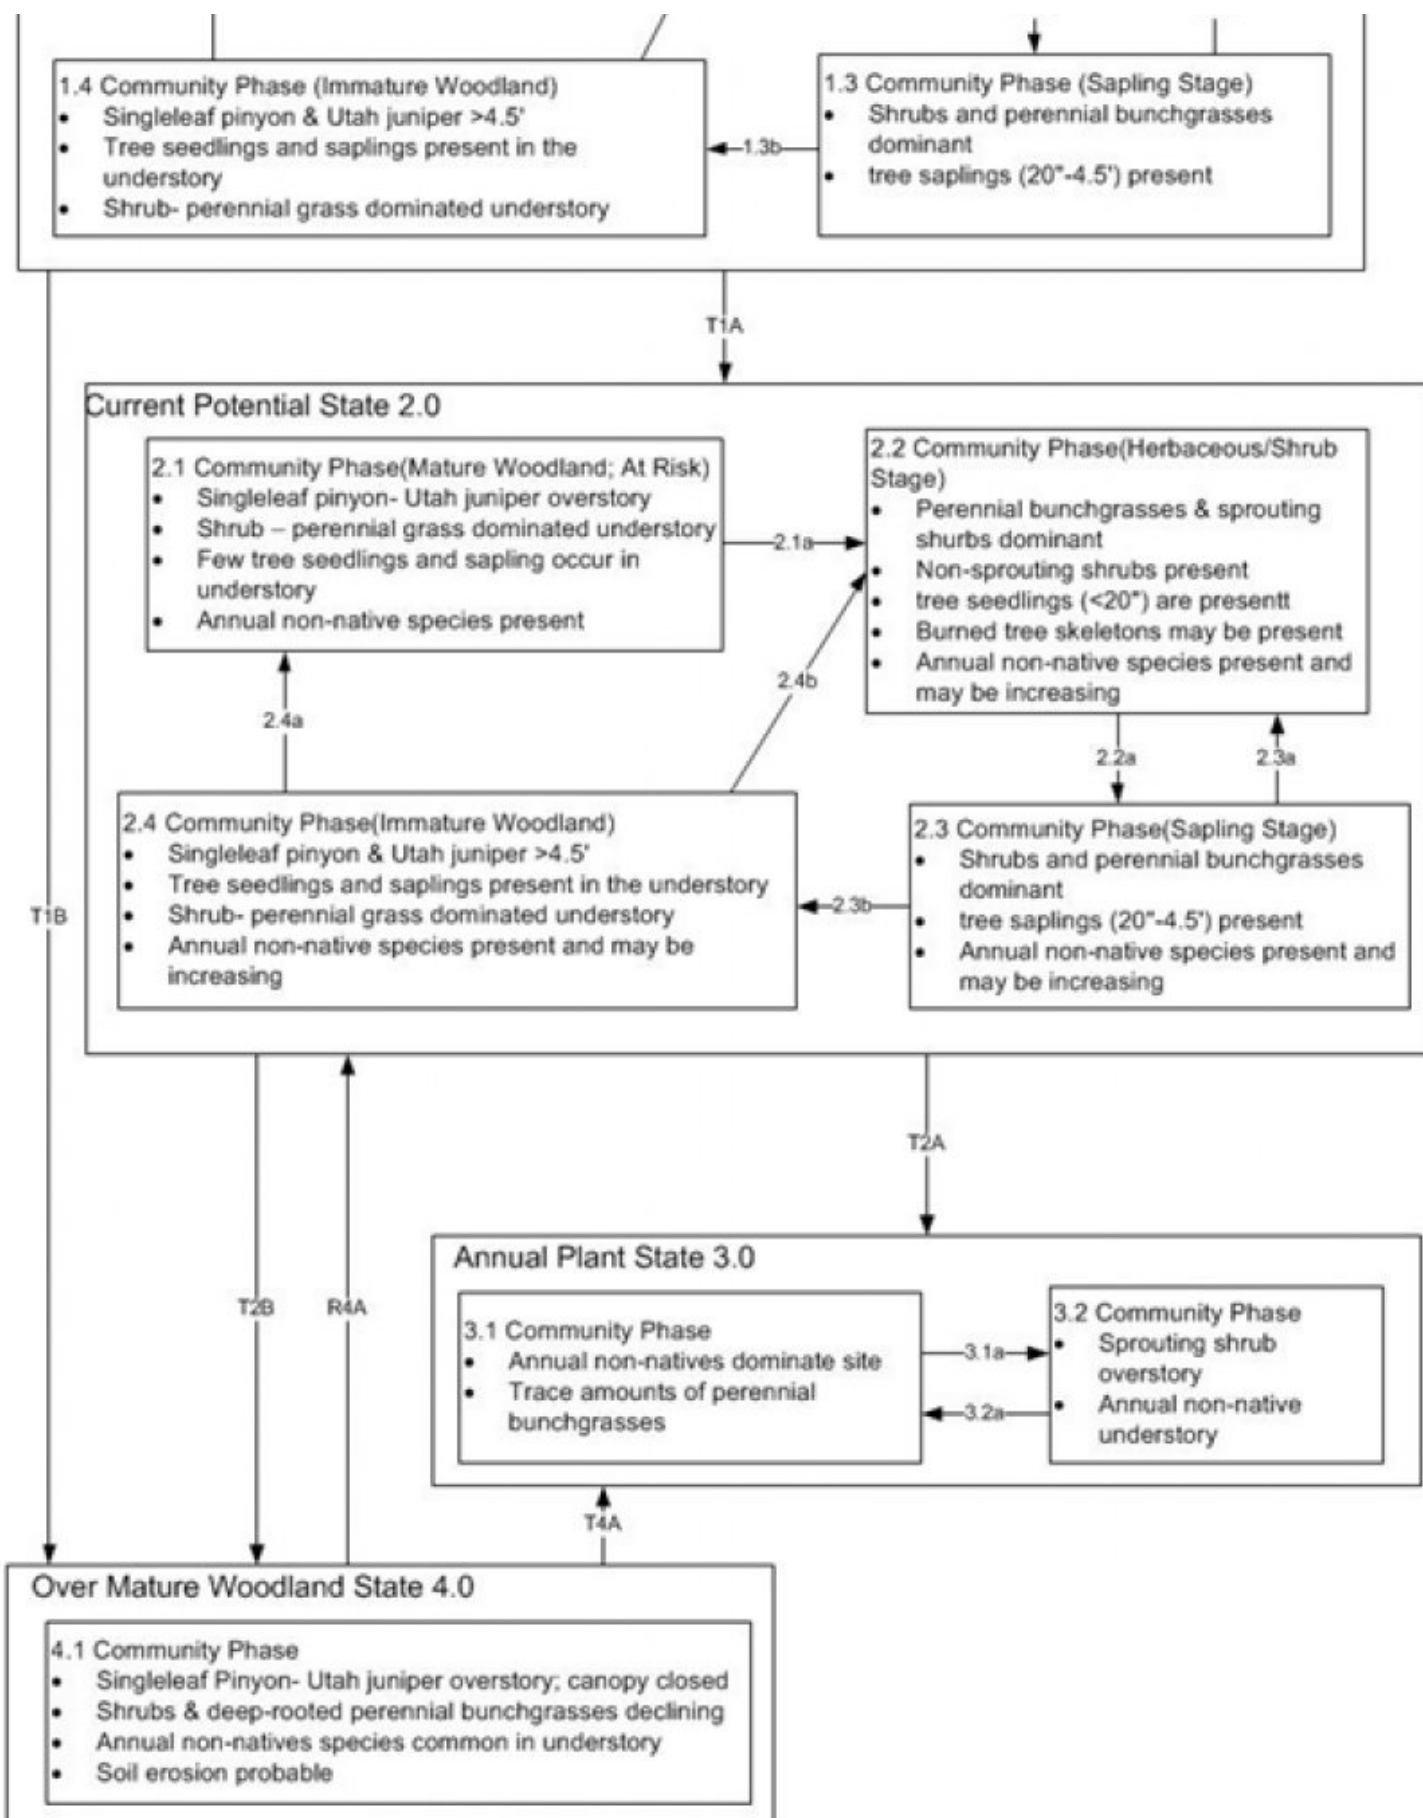 1.4 Community Phase (Immature Woodland)
• Singleleaf pinyon & Utah juniper >4.5'
• Tree seedlings and saplings present in the
understory
• Shrub- perennial grass dominated understory
1.3b
1.3 Community Phase (Sapling Stage)
• Shrubs and perennial bunchgrasses
dominant
• tree saplings (20"-4.5') present
T1A
Current Potential State 2.0
2.1 Community Phase(Mature Woodland; At Risk)
• Singleleaf pinyon- Utah juniper overstory
• Shrub – perennial grass dominated understory
• Few tree seedlings and sapling occur in
understory
• Annual non-native species present
2.1a
2.2 Community Phase(Herbaceous/Shrub
Stage)
• Perennial bunchgrasses & sprouting
shurbs dominant
• Non-sprouting shrubs present
• tree seedlings (<20") are presentt
• Burned tree skeletons may be present
• Annual non-native species present and
may be increasing
2.4a
2.4b
2.2a
2.3a
2.4 Community Phase(Immature Woodland)
• Singleleaf pinyon & Utah juniper >4.5'
• Tree seedlings and saplings present in the understory
• Shrub- perennial grass dominated understory
• Annual non-native species present and may be
increasing
2.3b
2.3 Community Phase(Sapling Stage)
• Shrubs and perennial bunchgrasses
dominant
• tree saplings (20"-4.5') present
• Annual non-native species present and
may be increasing
T1B
T2A
T2B
R4A
Annual Plant State 3.0
3.1 Community Phase
• Annual non-natives dominate site
• Trace amounts of perennial
bunchgrasses
3.1a
3.2a
3.2 Community Phase
• Sprouting shrub
overstory
• Annual non-native
understory
T4A
Over Mature Woodland State 4.0
4.1 Community Phase
• Singleleaf Pinyon- Utah juniper overstory; canopy closed
• Shrubs & deep-rooted perennial bunchgrasses declining
• Annual non-natives species common in understory
• Soil erosion probable